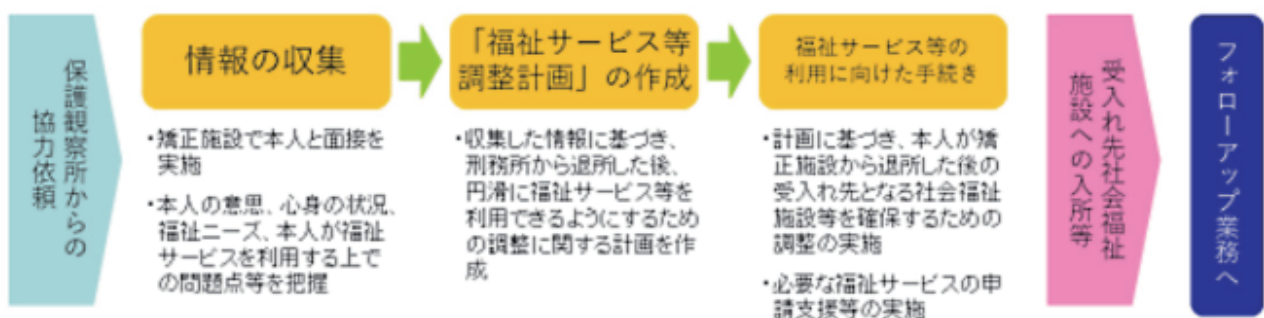 保護観察所からの
協力依頼
情報の収集
・矯正施設で本人と面接を
実施
・本人の意思、心身の状況、
福祉ニーズ、本人が福祉
サービスを利用する上で
の問題点等を把握
「福祉サービス等
調整計画」の作成
・収集した情報に基づき、
刑務所から退所した後、
円滑に福祉サービス等を
利用できるようにするため
の調整に関する計画を作
成
福祉サービス等の
利用に向けた手続き
・計画に基づき、本人が矯
正施設から退所した後の
受入れ先となる社会福祉
施設等を確保するための
調整の実施
・必要な福祉サービスの申
請支援等の実施
受入れ先社会福祉
施設への入所等
フォローアップ業務へ